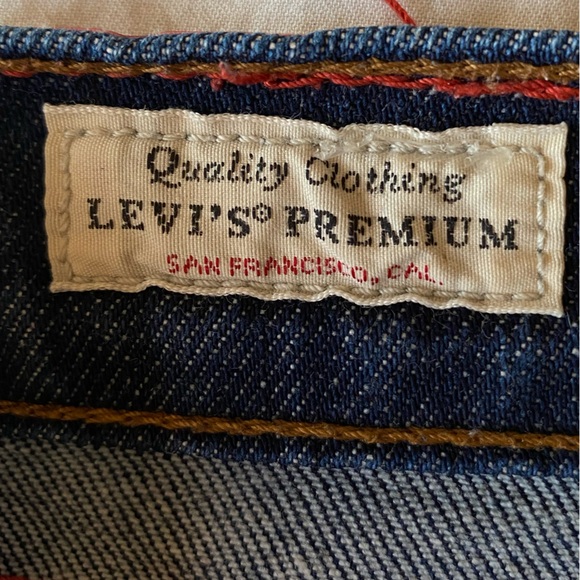 Quality Clothing
LEVI'S® PREMIUM
SAN FRANCISCO, CAL.